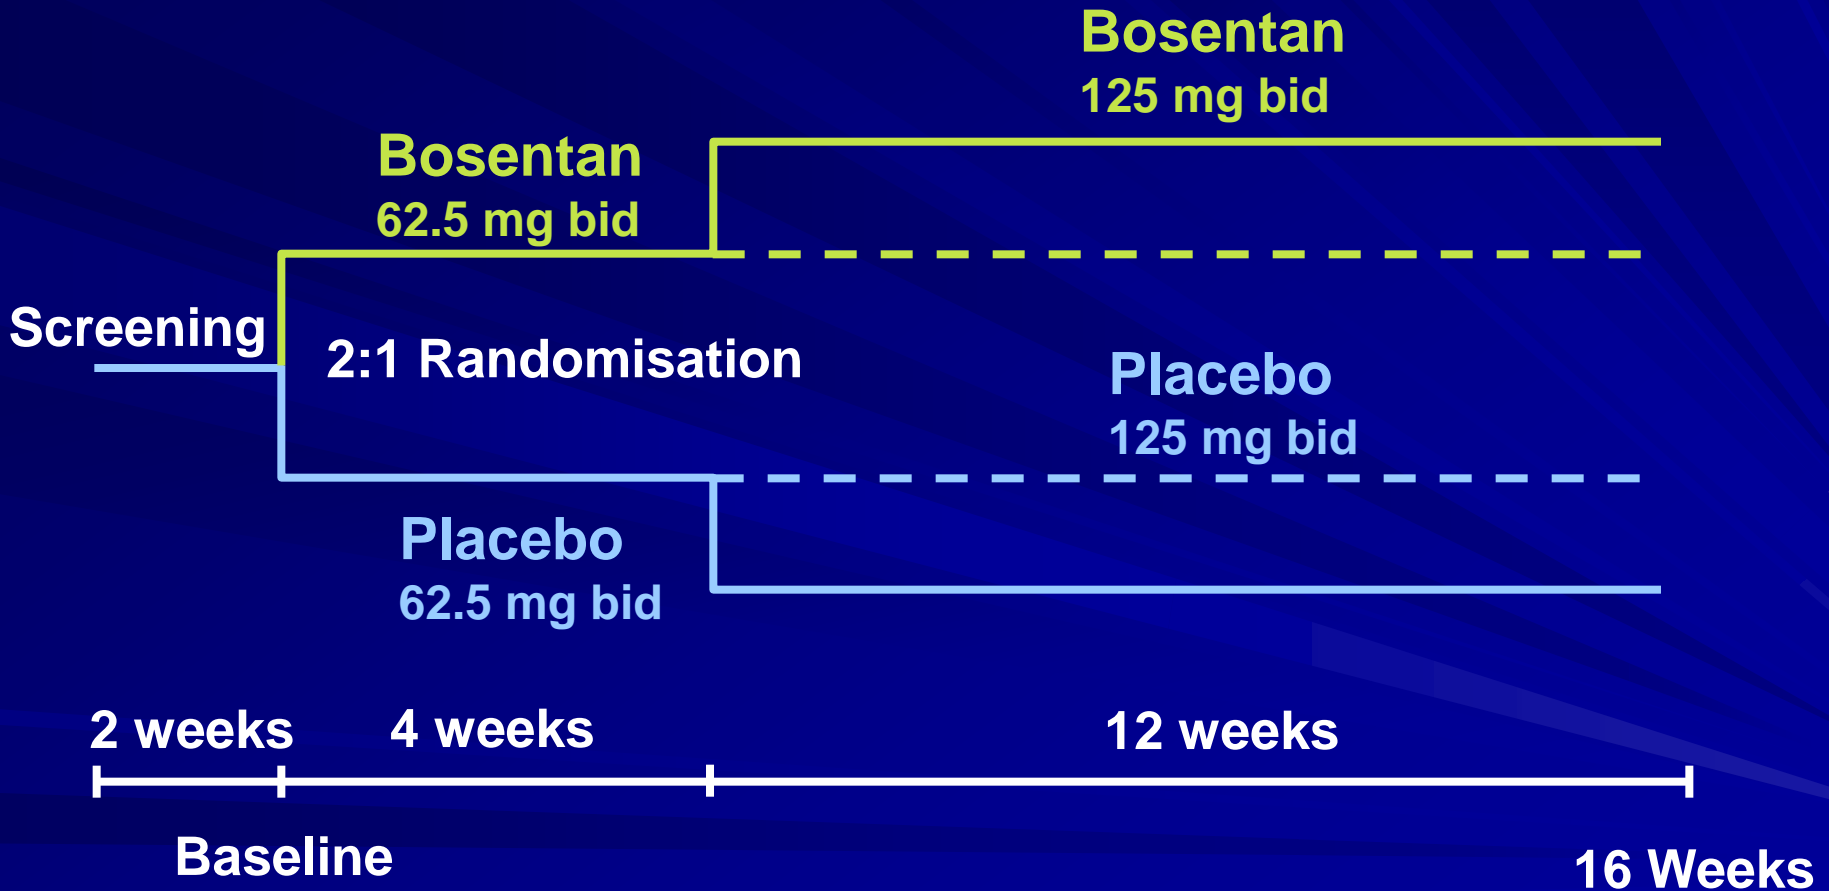 Bosentan
125 mg bid
Bosentan
62.5 mg bid
Screening
2:1 Randomisation
Placebo
125 mg bid
Placebo
62.5 mg bid
2 weeks
4 weeks
12 weeks
Baseline
16 Weeks